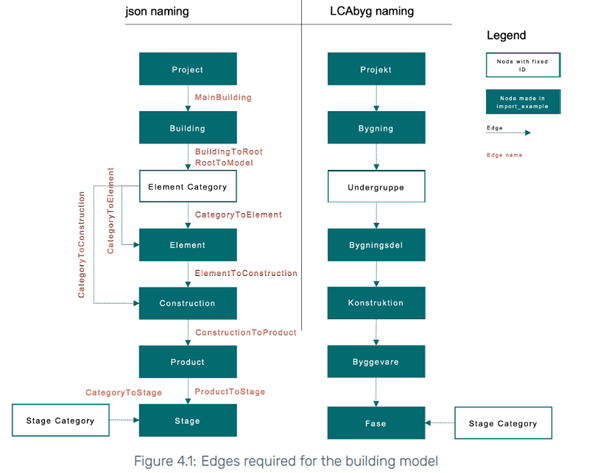 json naming
LCAbyg naming
Legend
Node with fixed
ID
Node made in
import_example
Edge
Edge name
Project
MainBuilding
Building
BuildingToRoot
RootToModel
Element Category
CategoryToConstruction
CategoryToElement
CategoryToElement
Element
ElementToConstruction
Construction
ConstructionToProduct
Product
CategoryToStage
ProductToStage
Stage Category
Stage
Projekt
Bygning
Undergruppe
Bygningsdel
Konstruktion
Byggevare
Fase
Stage Category
Figure 4.1: Edges required for the building model